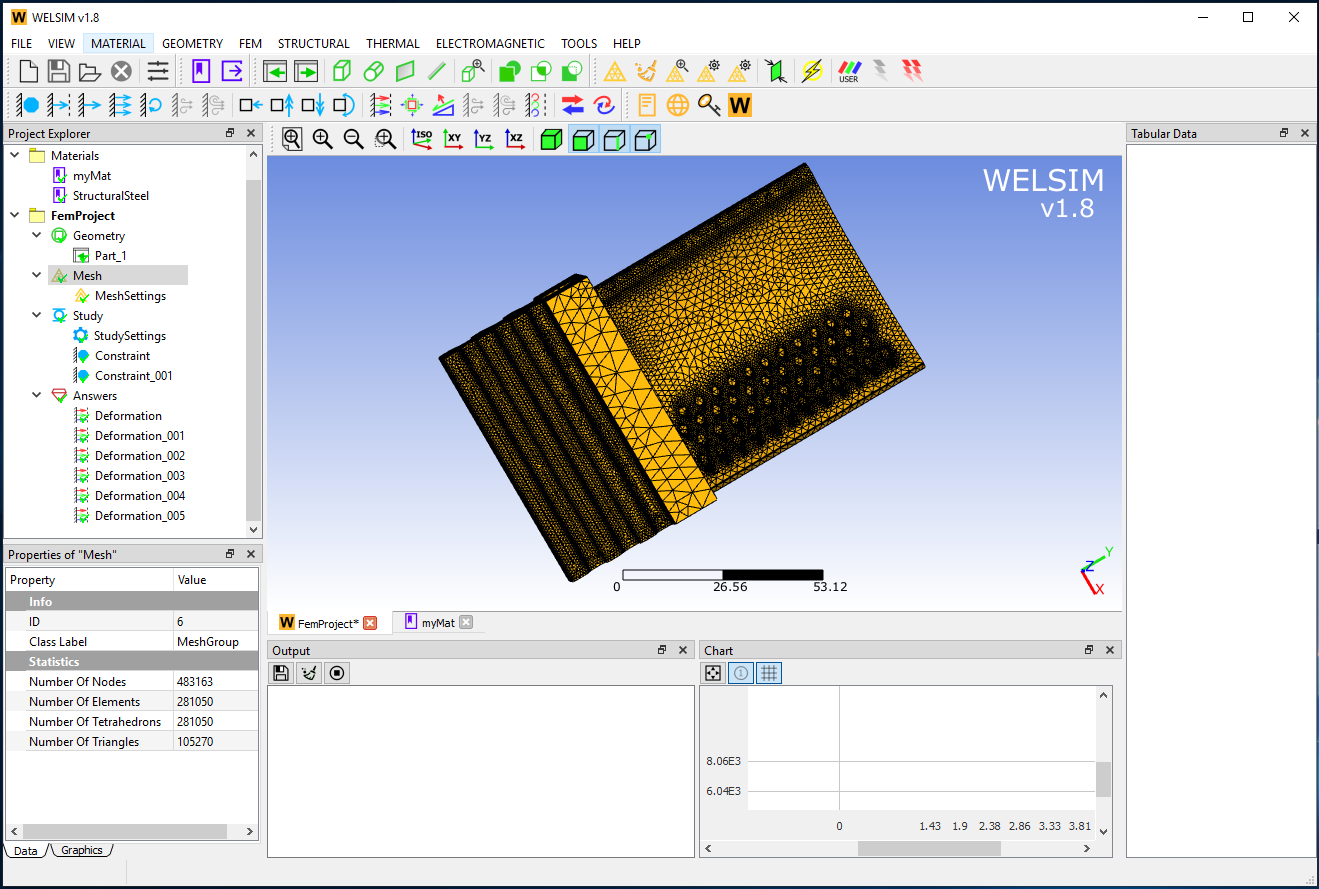 W WELSIM v1.8
FILE VIEW MATERIAL GEOMETRY FEM STRUCTURAL THERMAL ELECTROMAGNETIC TOOLS HELP
USER
W
Project Explorer
Materials
myMat
StructuralSteel
FemProject
Geometry
Part_1
Mesh
MeshSettings
Study
StudySettings
Constraint
Constraint_001
Answers
Deformation
Deformation_001
Deformation_002
Deformation_003
Deformation_004
Deformation_005
Properties of "Mesh"
Property Value
Info
ID 6
Class Label MeshGroup
Statistics
Number Of Nodes 483163
Number Of Elements 281050
Number Of Tetrahedrons 281050
Number Of Triangles 105270
Data Graphics
ISO XY YZ XZ
WELSIM
v1.8
0 26.56 53.12
Y
Z
X
W FemProject* myMat
Output
Chart
8.06E3
6.04E3
0 1.43 1.9 2.38 2.86 3.33 3.81
Tabular Data